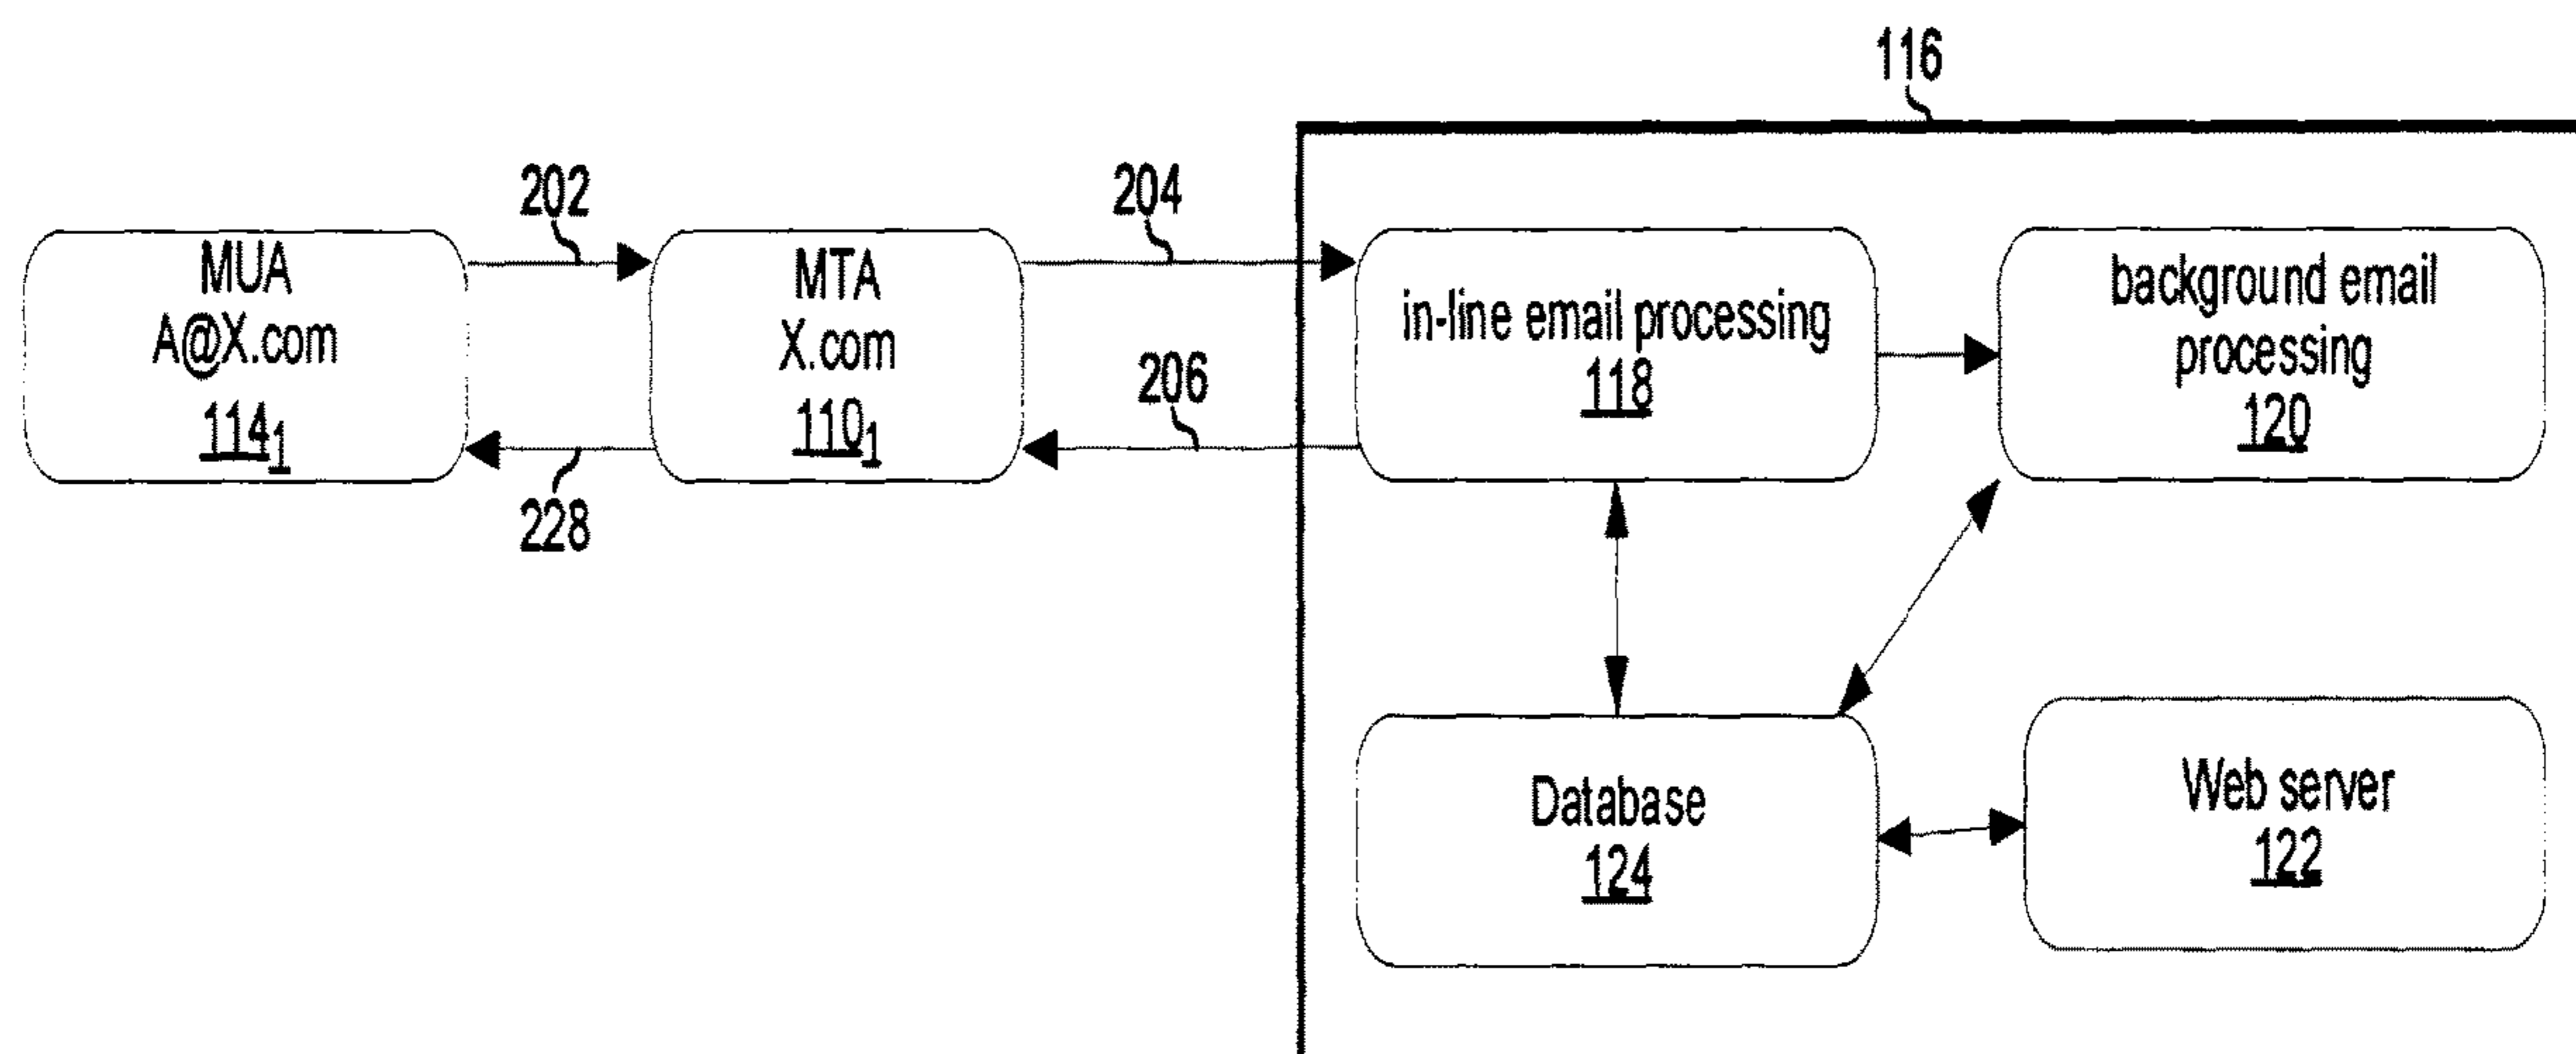 116
202
204
MUA
A@X.com
114₁
MTA
X.com
110₁
in-line email processing
118
background email
processing
120
206
228
Database
124
Web server
122